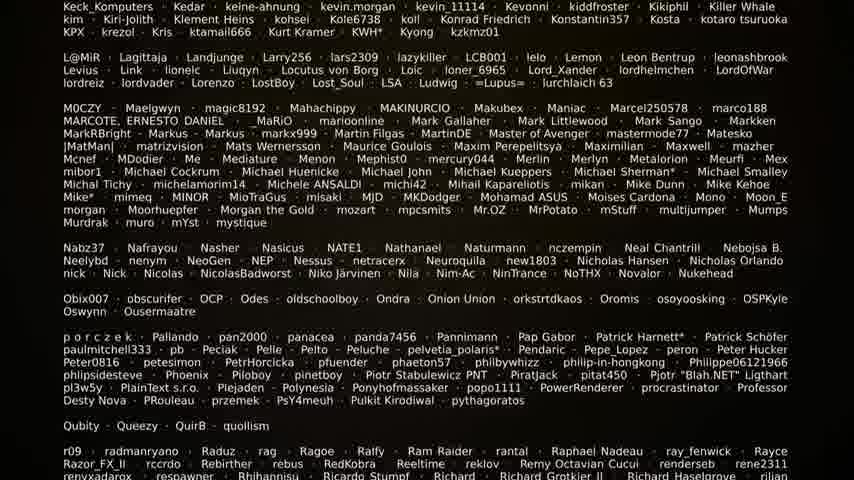 Keck_Komputers · Kedar · keine-ahnung · kevin.morgan · kevin_11114 · Kevonni · kiddfroster · Kikiphil · Killer Whale
kim · Kiri-Jolith · Klement Heins · kohsei · Kole6738 · koll · Konrad Friedrich · Konstantin357 · Kosta · kotaro tsuruoka
KPX · krezol · Kris · ktamail666 · Kurt Kramer · KWH* · Kyong · kzkmz01
L@MiR · Lagittaja · Landjunge · Larry256 · lars2309 · lazykiller · LCB001 · lelo · Lemon · Leon Bentrup · leonashbrook
Levius · Link · lionelc · Liuqyn · Locutus von Borg · Loic · loner_6965 · Lord_Xander · lordhelmchen · LordOfWar
lordreiz · lordvader · Lorenzo · LostBoy · Lost_Soul · LSA · Ludwig · =Lupus= · lurchlaich 63
M0CZY · Maelgwyn · magic8192 · Mahachippy · MAKINURCIO · Makubex · Maniac · Marcel250578 · marco188
MARCOTE, ERNESTO DANIEL · _MaRiO · marioonline · Mark Gallaher · Mark Littlewood · Mark Sango · Markken
MarkRBright · Markus · Markus · markx999 · Martin Filgas · MartinDE · Master of Avenger · mastermode77 · Matesko
|MatMan| · matrizvision · Mats Wernersson · Maurice Goulois · Maxim Perepelitsya · Maximilian · Maxwell · mazher
Mcnef · MDodier · Me · Mediature · Menon · Mephist0 · mercury044 · Merlin · Merlyn · Metalorion · Meurfi · Mex
mibor1 · Michael Cockrum · Michael Huenicke · Michael John · Michael Kueppers · Michael Sherman* · Michael Smalley
Michal Tichy · michelamorim14 · Michele ANSALDI · michi42 · Mihail Kapareliotis · mikan · Mike Dunn · Mike Kehoe
Mike* · mimeq · MINOR · MioTraGus · misaki · MJD · MKDodger · Mohamad ASUS · Moises Cardona · Mono · Moon_E
morgan · Moorhuepfer · Morgan the Gold · mozart · mpcsmits · Mr.OZ · MrPotato · mStuff · multijumper · Mumps
Murdrak · muro · mYst · mystique
Nabz37 · Nafrayou · Nasher · Nasicus · NATE1 · Nathanael · Naturmann · nczempin · Neal Chantrill · Nebojsa B.
Neelybd · nenym · NeoGen · NEP · Nessus · netracerx · Neuroquila · new1803 · Nicholas Hansen · Nicholas Orlando
nick · Nick · Nicolas · NicolasBadworst · Niko Järvinen · Nila · Nim-Ac · NinTrance · NoTHX · Novalor · Nukehead
Obix007 · obscurifer · OCP · Odes · oldschoolboy · Ondra · Onion Union · orkstrtdkaos · Oromis · osoyoosking · OSPKyle
Oswynn · Ousermaatre
p o r c z e k · Pallando · pan2000 · panacea · panda7456 · Pannimann · Pap Gabor · Patrick Harnett* · Patrick Schöfer
paulmitchell333 · pb · Peciak · Pelle · Pelto · Peluche · pelvetia_polaris* · Pendaric · Pepe_Lopez · peron · Peter Hucker
Peter0816 · petesimon · PetrHorcicka · pfuender · phaeton57 · philbywhizz · philip-in-hongkong · Philippe06121966
philipsidesteve · Phoenix · Piloboy · pinetboy · Piotr Stabulewicz PNT · PiratJack · pitat450 · Pjotr "Blah.NET" Ligthart
pl3w5y · PlainText s.r.o. · Plejaden · Polynesia · Ponyhofmassaker · popo1111 · PowerRenderer · procrastinator · Professor
Desty Nova · PRouleau · przemek · PsY4meuh · Pulkit Kirodiwal · pythagoratos
Qubity · Queezy · QuirB · quollism
r09 · radmanryano · Raduz · rag · Ragoe · Ralfy · Ram Raider · rantal · Raphael Nadeau · ray_fenwick · Rayce
Razor_FX_II · rccrdo · Rebirther · rebus · RedKobra · Reeltime · reklov · Remy Octavian Cucui · renderseb · rene2311
renyxadarox · respawner · Rhihannisu · Ricardo Stumpf · Richard · Richard Grotkier II · Richard Haselgrove · rilian